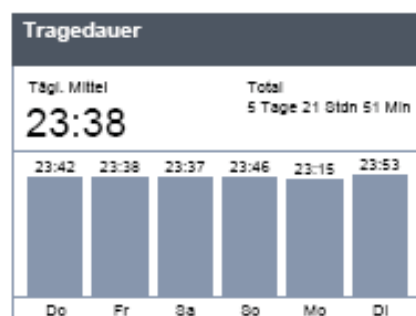 Tragedauer
Tägl. Mittel
Total
23:38
5 Tage 21 Stdn 51 Min
23:42 23:38 23:37 23:46 23:15 23:53
Do Fr Sa So Mo Di